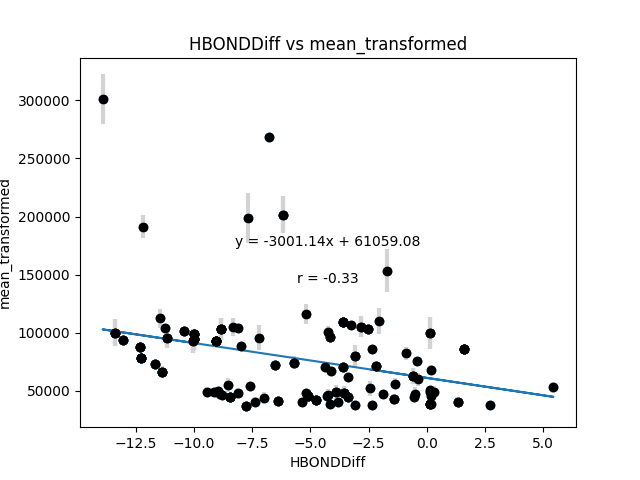 HBONDDiff vs mean_transformed
300000
250000
200000
150000
100000
50000
mean_transformed
y = -3001.14x + 61059.08
r = -0.33
−12.5 −10.0 −7.5 −5.0 −2.5 0.0 2.5 5.0
HBONDDiff